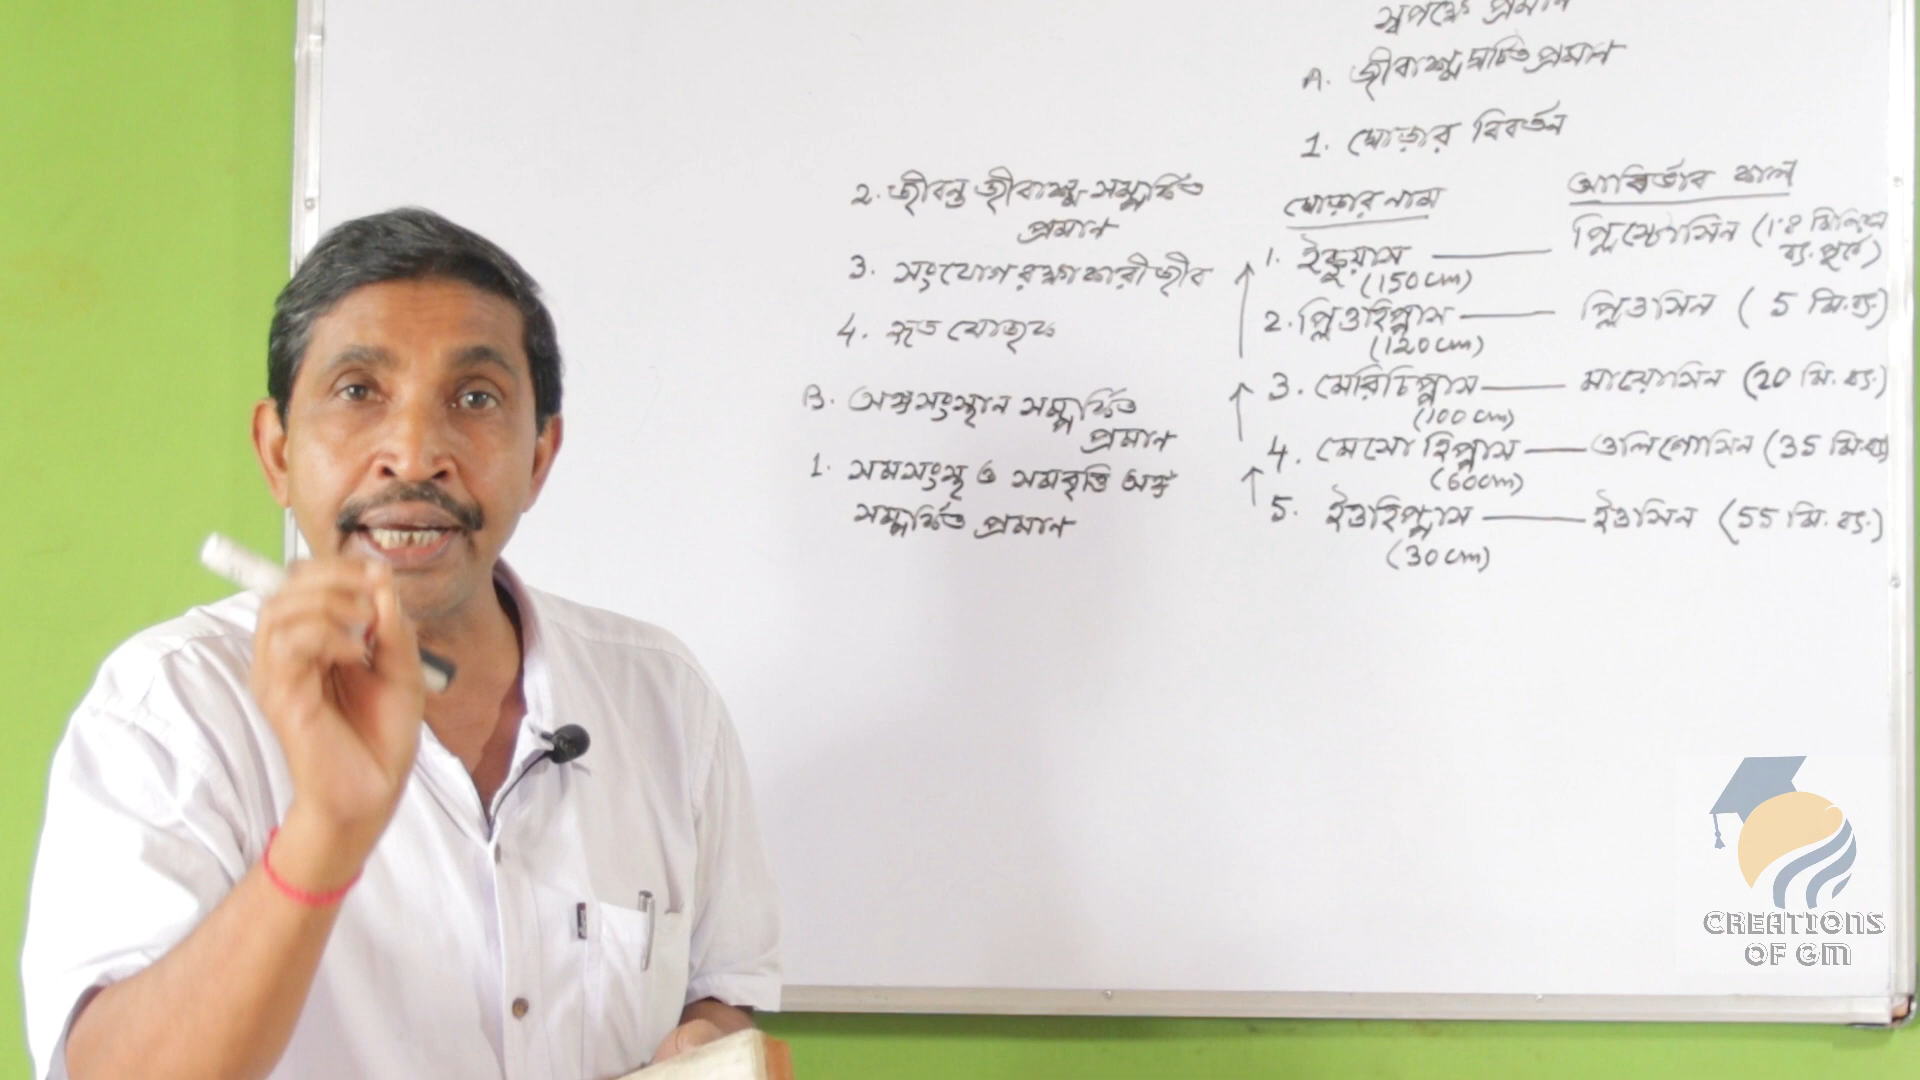 স্বপক্ষে প্রমান
A. জীবাশ্ম ঘটিত প্রমান
1. ঘোড়ার বিবর্তন
ঘোড়ার নাম
আবির্ভাব কাল
1. ইকুয়াস — প্লিস্টোসিন (1.8 মিলিয়ন
(150 cm) ব্য. পূর্বে)
2. প্লিওহিপ্পাস — প্লিওসিন ( 5 মি.ব্য.)
(120 cm)
3. মেরিচিপ্পাস — মায়োসিন (20 মি. ব্য.)
(100 cm)
4. মেসোহিপ্পাস — ওলিগোসিন (35 মি.ব্য
(60 cm)
5. ইওহিপ্পাস — ইওসিন (55 মি. ব্য.)
(30 cm)
2. জীবন্ত জীবাশ্ম সম্পর্কিত
প্রমান
3. সংযোগ রক্ষাকারী জীব
4.
B. অঙ্গসংস্থান সম্পর্কিত
প্রমান
1. সমসংস্থ ও সমবৃত্তি অঙ্গ
সম্পর্কিত প্রমান
CREATIONS
OF GM